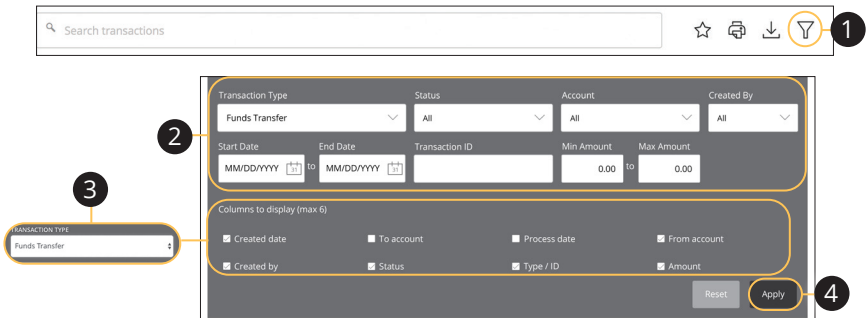 Search transactions
1
Transaction Type Status Account Created By
Funds Transfer All All All
2
Start Date End Date Transaction ID Min Amount Max Amount
MM/DD/YYYY 31 to MM/DD/YYYY 31 0.00 to 0.00
3
Columns to display (max 6)
TRANSACTION TYPE
Funds Transfer
Created date To account Process date From account
Created by Status Type / ID Amount
Reset Apply 4